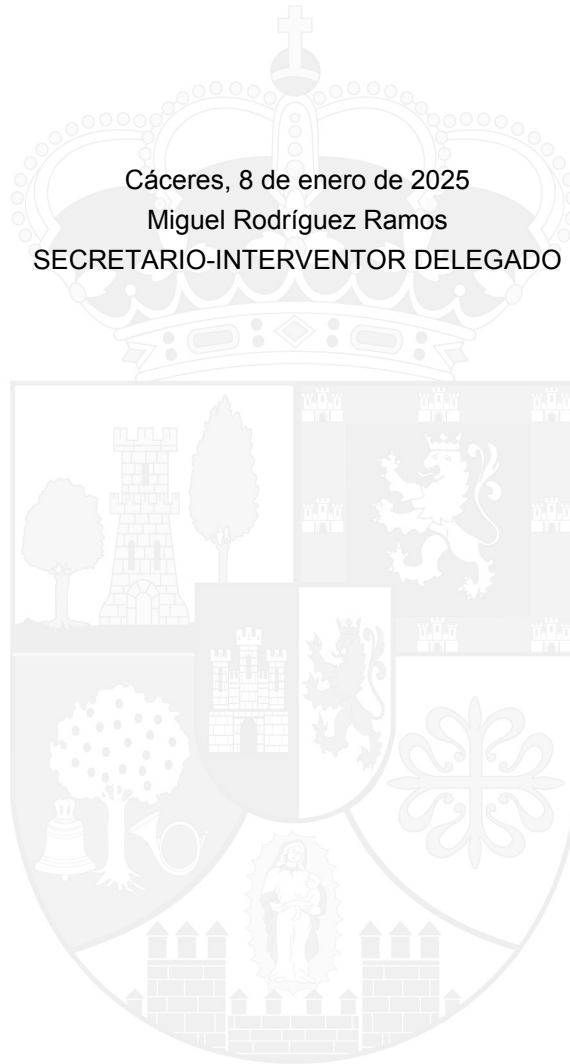 Cáceres, 8 de enero de 2025
Miguel Rodríguez Ramos
SECRETARIO-INTERVENTOR DELEGADO